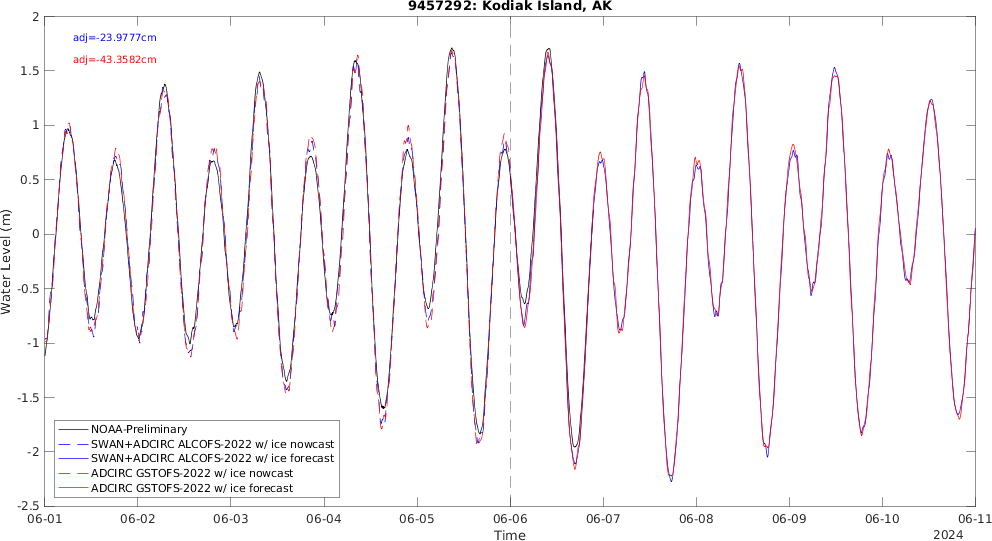 9457292: Kodiak Island, AK
adj=-23.9777cm
adj=-43.3582cm
Water Level (m)
2
1.5
1
0.5
0
-0.5
-1
-1.5
-2
-2.5
NOAA-Preliminary
SWAN+ADCIRC ALCOFS-2022 w/ ice nowcast
SWAN+ADCIRC ALCOFS-2022 w/ ice forecast
ADCIRC GSTOFS-2022 w/ ice nowcast
ADCIRC GSTOFS-2022 w/ ice forecast
06-01 06-02 06-03 06-04 06-05 06-06 06-07 06-08 06-09 06-10 06-11
Time
2024